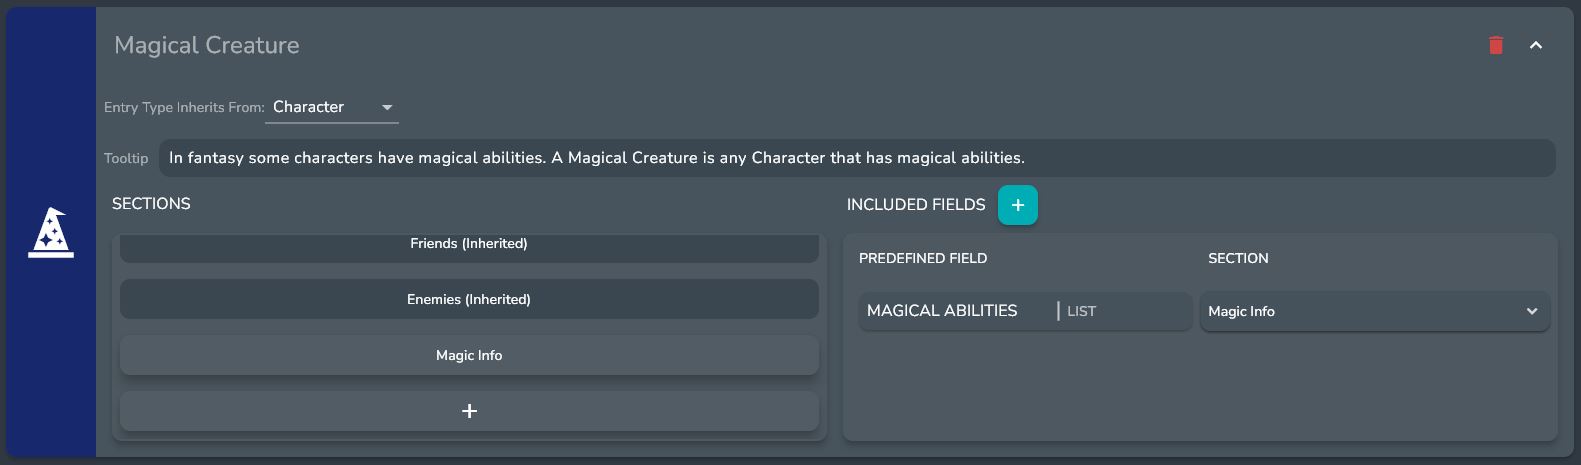 Magical Creature
Entry Type Inherits From: Character
Tooltip In fantasy some characters have magical abilities. A Magical Creature is any Character that has magical abilities.
SECTIONS
Friends (Inherited)
Enemies (Inherited)
Magic Info
+
INCLUDED FIELDS +
PREDEFINED FIELD SECTION
MAGICAL ABILITIES | LIST Magic Info